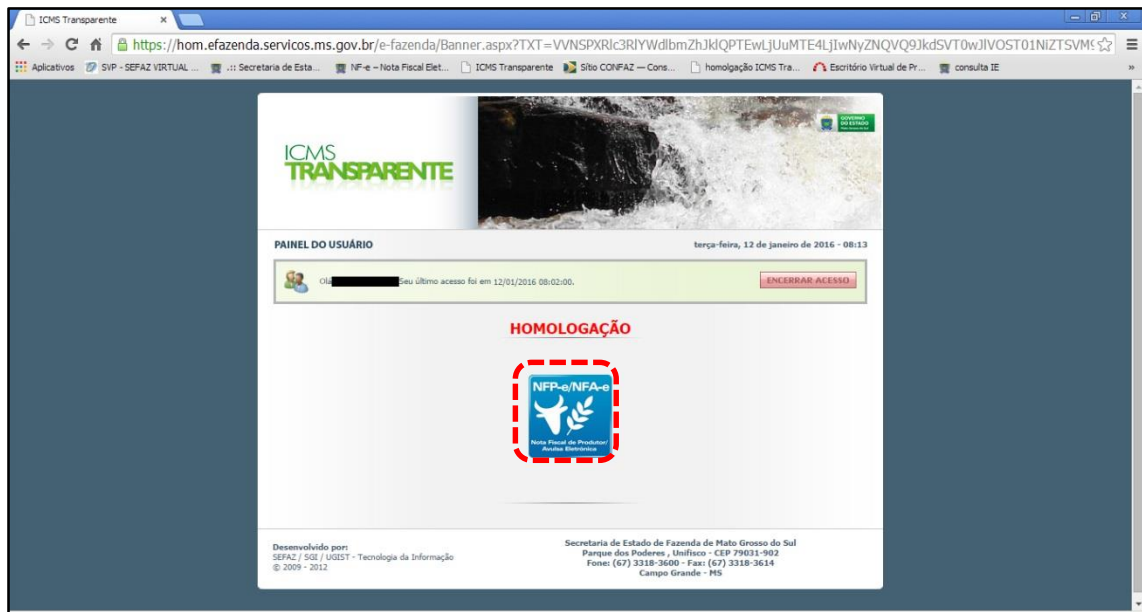 ICMS Transparente
https://hom.efazenda.servicos.ms.gov.br/e-fazenda/Banner.aspx?TXT=
Aplicativos SVP - SEFAZ VIRTUAL ... .:: Secretaria de Esta... NF-e – Nota Fiscal Elet... ICMS Transparente Sítio CONFAZ — Cons... homolgação ICMS Tra... Escritório Virtual de Pr... consulta IE »
ICMS
TRANSPARENTE
GOVERNO
DO ESTADO
Mato Grosso do Sul
PAINEL DO USUÁRIO terça-feira, 12 de janeiro de 2016 - 08:13
Olá Seu último acesso foi em 12/01/2016 08:02:00. ENCERRAR ACESSO
HOMOLOGAÇÃO
NFP-e/NFA-e
Nota Fiscal de Produtor/
Avulsa Eletrônica
Desenvolvido por:
SEFAZ / SGI / UGIST - Tecnologia da Informação
© 2009 - 2012
Secretaria de Estado de Fazenda de Mato Grosso do Sul
Parque dos Poderes , Unifisco - CEP 79031-902
Fone: (67) 3318-3600 - Fax: (67) 3318-3614
Campo Grande - MS